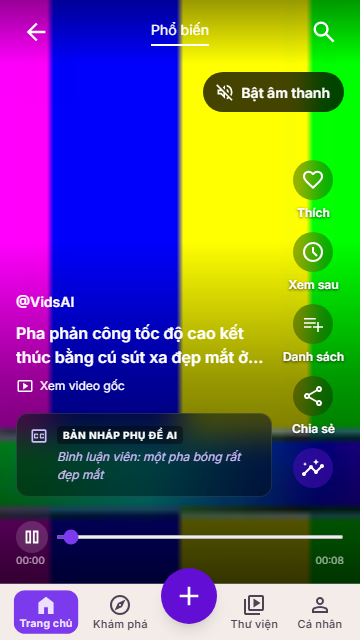 Phổ biến
Bật âm thanh
Thích
Xem sau
Danh sách
Chia sẻ
@VidsAI
Pha phản công tốc độ cao kết
thúc bằng cú sút xa đẹp mắt ở...
Xem video gốc
CC BẢN NHÁP PHỤ ĐỀ AI
Bình luận viên: một pha bóng rất
đẹp mắt
00:00
00:08
Trang chủ
Khám phá
Thư viện
Cá nhân